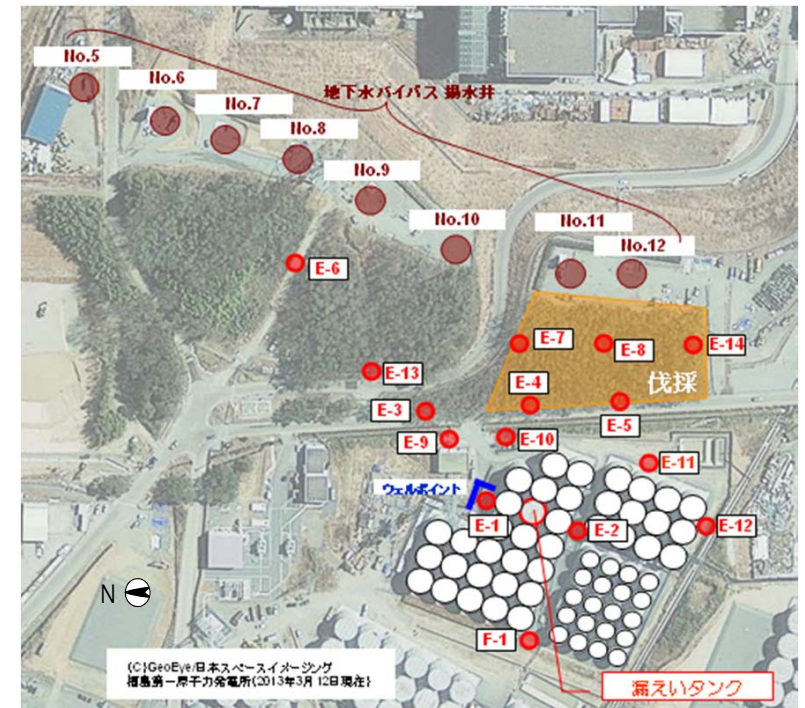 No.5
No.6
No.7
地下水バイパス 揚水井
No.8
No.9
No.10
No.11
No.12
E-6
E-7
E-8
E-14
E-13
伐採
E-4
E-3
E-5
E-9
E-10
E-11
ウェルポイント
E-1
E-2
E-12
N
F-1
(C)GeoEye/日本スペースイメージング
福島第一原子力発電所(2013年3月12日現在)
漏えいタンク